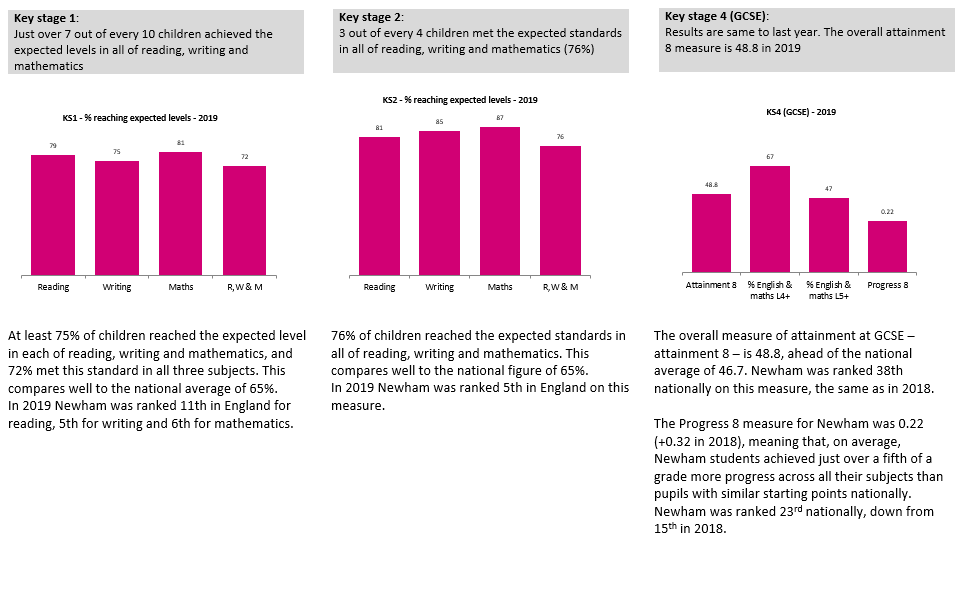 Key stage 1:
Just over 7 out of every 10 children achieved the
expected levels in all of reading, writing and
mathematics
KS1 - % reaching expected levels - 2019
79
75
81
72
Reading
Writing
Maths
R, W & M
At least 75% of children reached the expected level
in each of reading, writing and mathematics, and
72% met this standard in all three subjects. This
compares well to the national average of 65%.
In 2019 Newham was ranked 11th in England for
reading, 5th for writing and 6th for mathematics.
Key stage 2:
3 out of every 4 children met the expected standards
in all of reading, writing and mathematics (76%)
KS2 - % reaching expected levels - 2019
81
85
87
76
Reading
Writing
Maths
R, W & M
76% of children reached the expected standards in
all of reading, writing and mathematics. This
compares well to the national figure of 65%.
In 2019 Newham was ranked 5th in England on this
measure.
Key stage 4 (GCSE):
Results are same to last year. The overall attainment
8 measure is 48.8 in 2019
KS4 (GCSE) - 2019
48.8
67
47
0.22
Attainment 8
% English &
maths L4+
% English &
maths L5+
Progress 8
The overall measure of attainment at GCSE –
attainment 8 – is 48.8, ahead of the national
average of 46.7. Newham was ranked 38th
nationally on this measure, the same as in 2018.
The Progress 8 measure for Newham was 0.22
(+0.32 in 2018), meaning that, on average,
Newham students achieved just over a fifth of a
grade more progress across all their subjects than
pupils with similar starting points nationally.
Newham was ranked 23rd nationally, down from
15th in 2018.